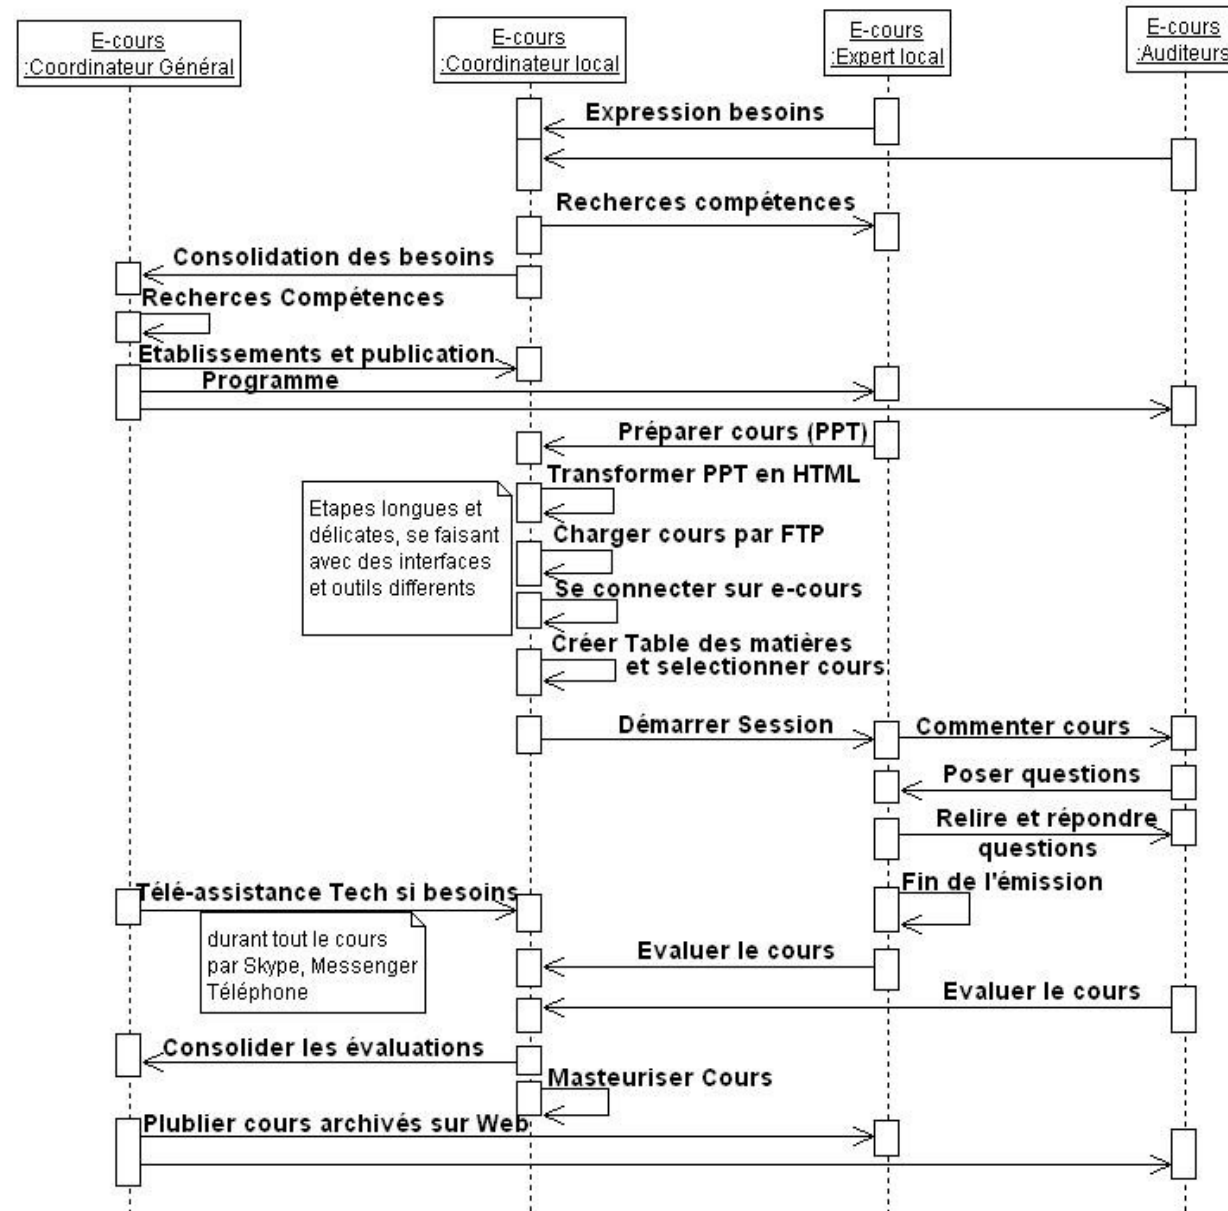 E-cours
:Coordinateur Général
E-cours
:Coordinateur local
E-cours
:Expert local
E-cours
:Auditeurs
Expression besoins
Recherces compétences
Consolidation des besoins
Recherces Compétences
Etablissements et publication
Programme
Préparer cours (PPT)
Transformer PPT en HTML
Etapes longues et
délicates, se faisant
avec des interfaces
et outils differents
Charger cours par FTP
Se connecter sur e-cours
Créer Table des matières
et selectionner cours
Démarrer Session
Commenter cours
Poser questions
Relire et répondre
questions
Fin de l'émission
Télé-assistance Tech si besoins
durant tout le cours
par Skype, Messenger
Téléphone
Evaluer le cours
Evaluer le cours
Consolider les évaluations
Masteuriser Cours
Plublier cours archivés sur Web